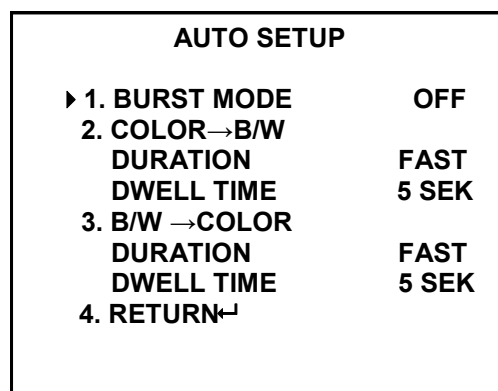 AUTO SETUP
▶ 1. BURST MODE OFF
2. COLOR→B/W
DURATION FAST
DWELL TIME 5 SEK
3. B/W →COLOR
DURATION FAST
DWELL TIME 5 SEK
4. RETURN↵